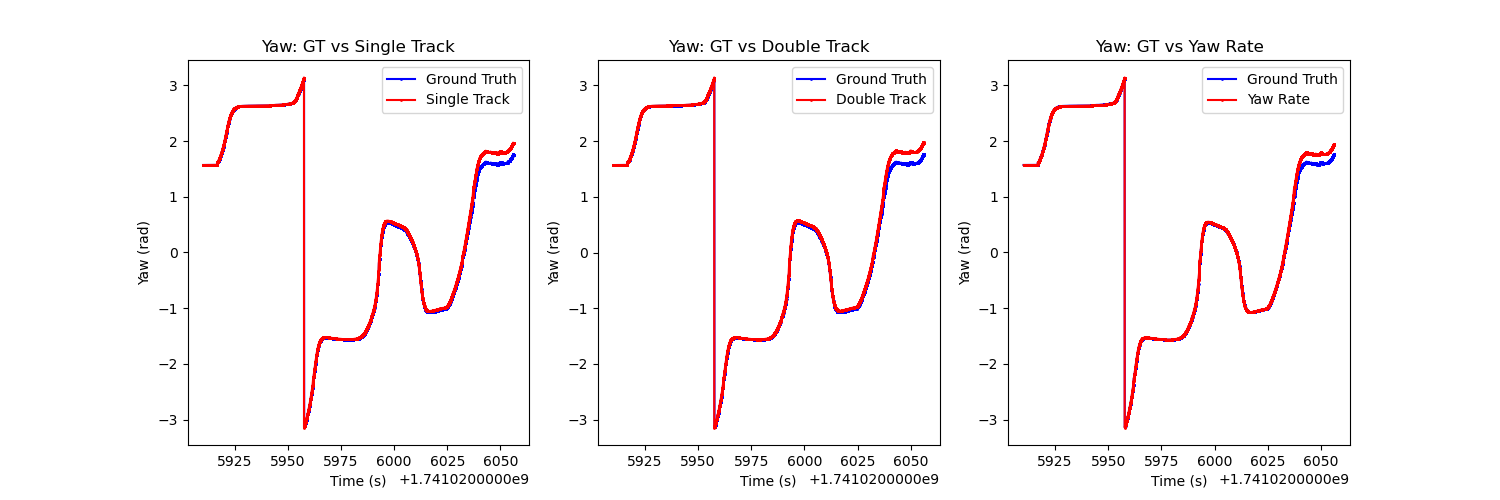 Yaw: GT vs Single Track
Yaw (rad)
3
2
1
0
−1
−2
−3
Ground Truth
Single Track
5925 5950 5975 6000 6025 6050
Time (s) +1.7410200000e9
Yaw: GT vs Double Track
Yaw (rad)
3
2
1
0
−1
−2
−3
Ground Truth
Double Track
5925 5950 5975 6000 6025 6050
Time (s) +1.7410200000e9
Yaw: GT vs Yaw Rate
Yaw (rad)
3
2
1
0
−1
−2
−3
Ground Truth
Yaw Rate
5925 5950 5975 6000 6025 6050
Time (s) +1.7410200000e9